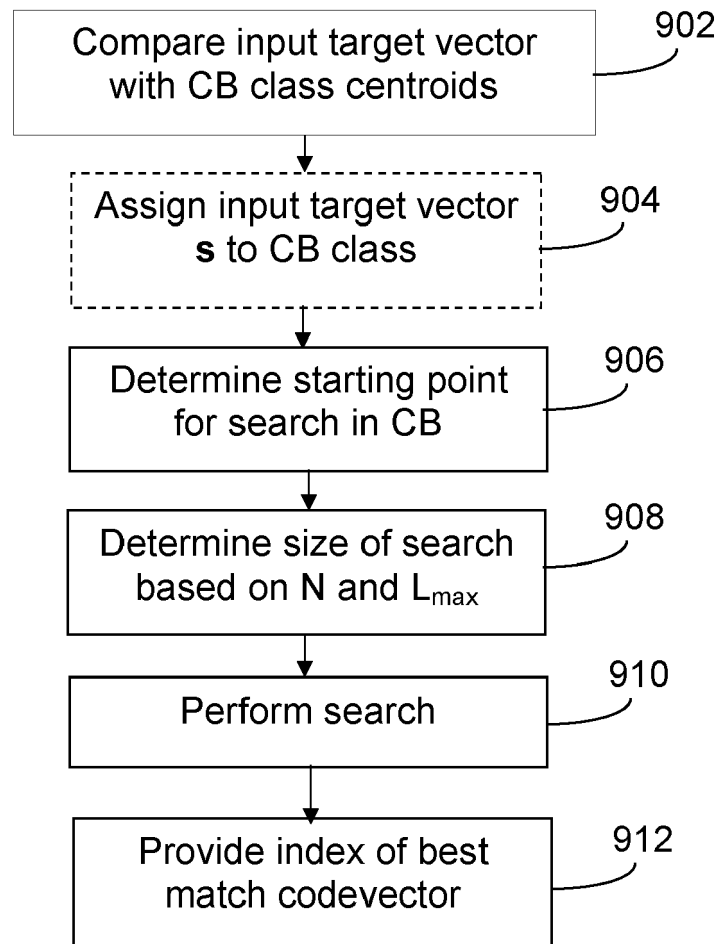 Compare input target vector
with CB class centroids
902
Assign input target vector
s to CB class
904
Determine starting point
for search in CB
906
Determine size of search
based on N and Lmax
908
Perform search
910
Provide index of best
match codevector
912